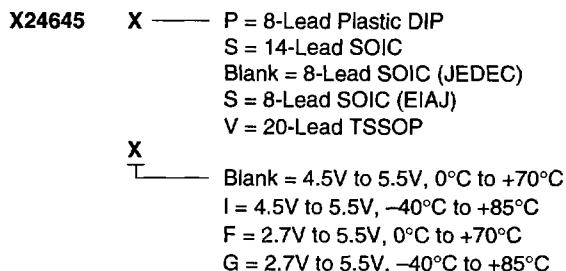 X24645 X P = 8-Lead Plastic DIP
S = 14-Lead SOIC
Blank = 8-Lead SOIC (JEDEC)
S = 8-Lead SOIC (EIAJ)
V = 20-Lead TSSOP
X
Blank = 4.5V to 5.5V, 0°C to +70°C
I = 4.5V to 5.5V, –40°C to +85°C
F = 2.7V to 5.5V, 0°C to +70°C
G = 2.7V to 5.5V, –40°C to +85°C